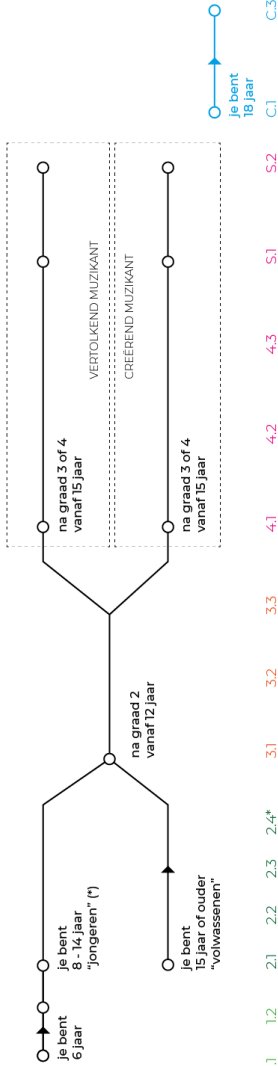 je bent
6 jaar
je bent
8 - 14 jaar
“jongeren” (*)
je bent
15 jaar of ouder
“volwassenen”
na graad 2
vanaf 12 jaar
na graad 3 of 4
vanaf 15 jaar
VERTOLKEND MUZIKANT
CREËREND MUZIKANT
na graad 3 of 4
vanaf 15 jaar
je bent
18 jaar
1.2 2.1 2.2 2.3 2.4* 3.1 3.2 3.3 4.1 4.2 4.3 S.1 S.2 C.1 C.3